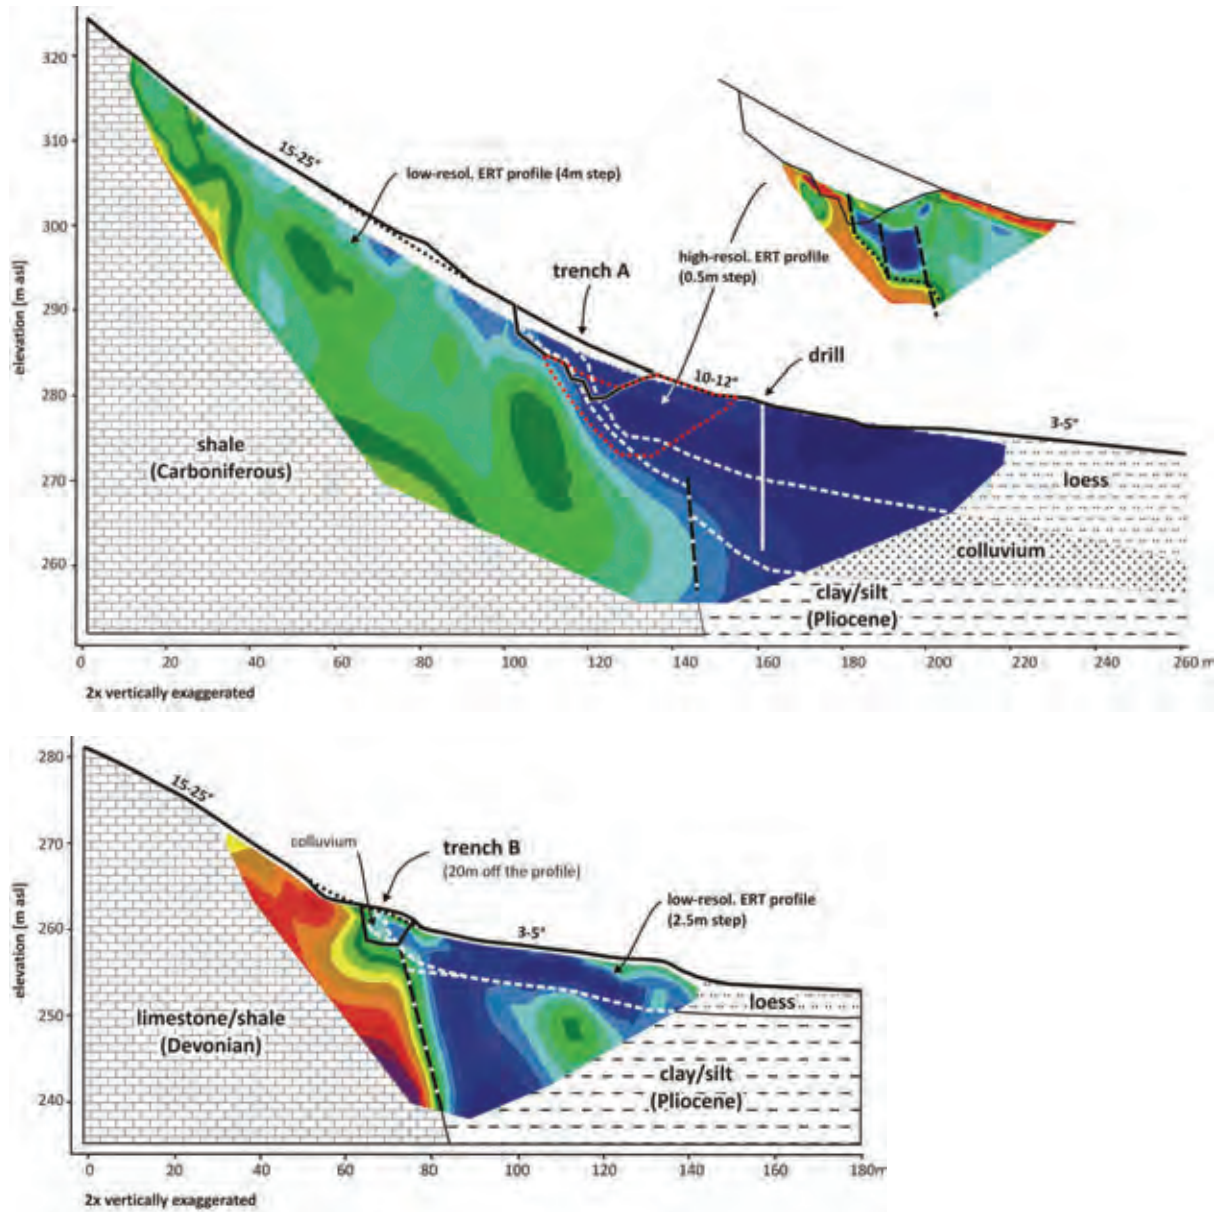 320
310
300
290
280
270
260
elevation [m asl]
15-25°
low-resol. ERT profile (4m step)
trench A
high-resol. ERT profile
(0.5m step)
drill
10-12°
3-5°
shale
(Carboniferous)
loess
colluvium
clay/silt
(Pliocene)
0 20 40 60 80 100 120 140 160 180 200 220 240 260 m
2x vertically exaggerated
280
270
260
250
240
elevation [m asl]
15-25°
colluvium
trench B
(20m off the profile)
low-resol. ERT profile
(2.5m step)
3-5°
limestone/shale
(Devonian)
loess
clay/silt
(Pliocene)
0 20 40 60 80 100 120 140 160 180m
2x vertically exaggerated